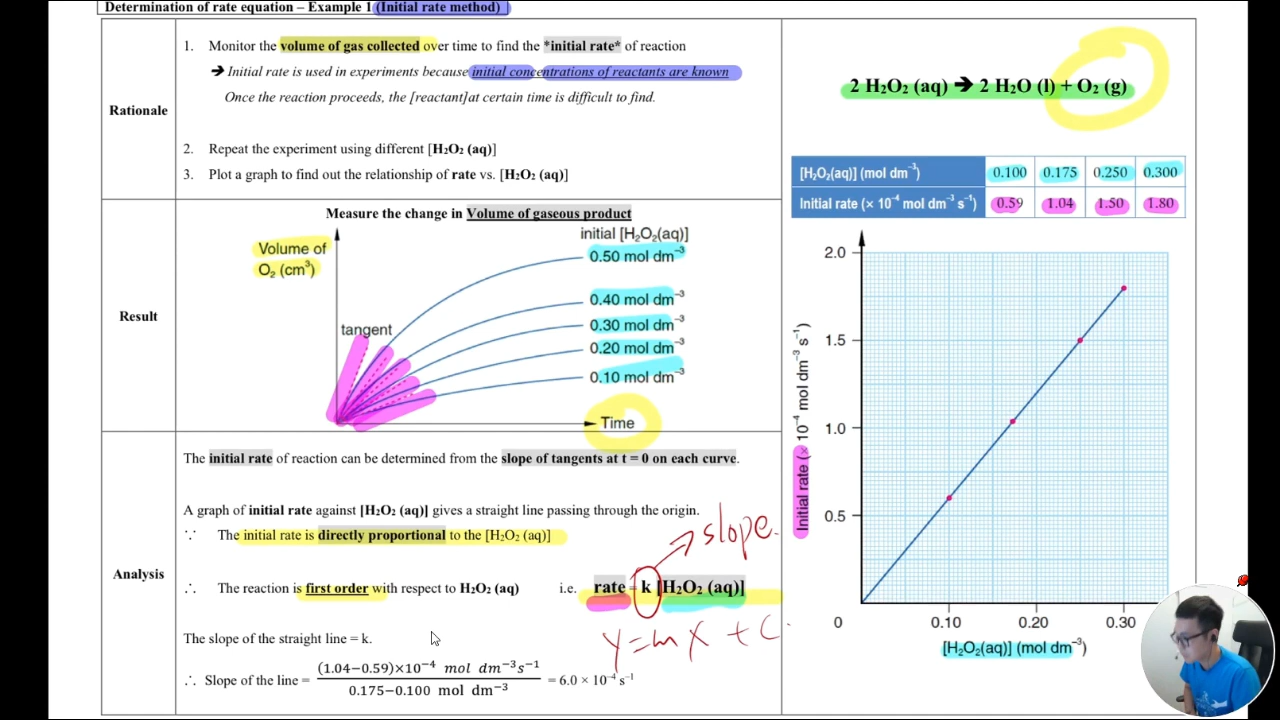 Determination of rate equation – Example 1 (Initial rate method)
Rationale
1. Monitor the volume of gas collected over time to find the *initial rate* of reaction
➔ Initial rate is used in experiments because initial concentrations of reactants are known
Once the reaction proceeds, the [reactant]at certain time is difficult to find.
2. Repeat the experiment using different [H₂O₂ (aq)]
3. Plot a graph to find out the relationship of rate vs. [H₂O₂ (aq)]
Result
Measure the change in Volume of gaseous product
Volume of
O₂ (cm³)
initial [H₂O₂(aq)]
0.50 mol dm⁻³
0.40 mol dm⁻³
0.30 mol dm⁻³
0.20 mol dm⁻³
0.10 mol dm⁻³
tangent
Time
Analysis
The initial rate of reaction can be determined from the slope of tangents at t = 0 on each curve.
A graph of initial rate against [H₂O₂ (aq)] gives a straight line passing through the origin.
∵ The initial rate is directly proportional to the [H₂O₂ (aq)]
∴ The reaction is first order with respect to H₂O₂ (aq) i.e. rate = k [H₂O₂ (aq)]
slope.
y=mx + c
The slope of the straight line = k.
∴ Slope of the line = (1.04−0.59)×10⁻⁴ mol dm⁻³s⁻¹ / 0.175−0.100 mol dm⁻³ = 6.0 × 10⁻⁴ s⁻¹
2 H₂O₂ (aq) ➔ 2 H₂O (l) + O₂ (g)
[H₂O₂(aq)] (mol dm⁻³) 0.100 0.175 0.250 0.300
Initial rate (× 10⁻⁴ mol dm⁻³ s⁻¹) 0.59 1.04 1.50 1.80
Initial rate (× 10⁻⁴ mol dm⁻³ s⁻¹)
2.0
1.5
1.0
0.5
0 0.10 0.20 0.30
[H₂O₂(aq)] (mol dm⁻³)